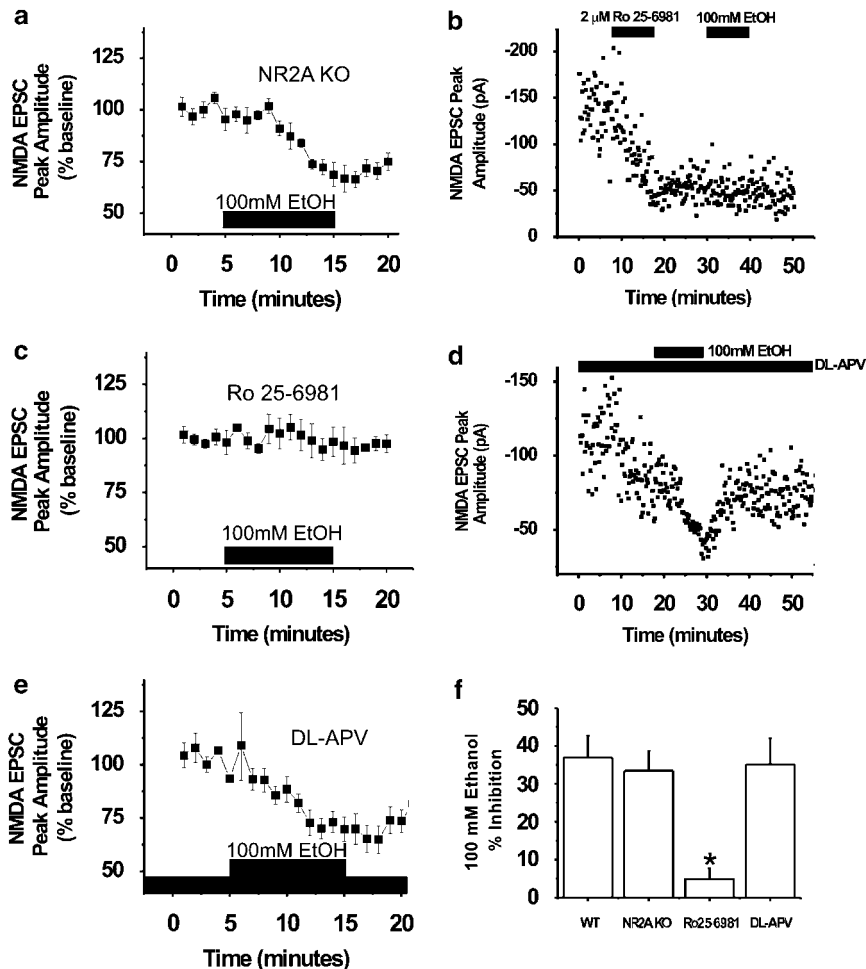 a
NMDA EPSC
Peak Amplitude
(% baseline)
125
100
75
50
NR2A KO
100mM EtOH
0 5 10 15 20
Time (minutes)
b
2 μM Ro 25-6981 100mM EtOH
NMDA EPSC Peak
Amplitude (pA)
-200
-150
-100
-50
0
0 10 20 30 40 50
Time (minutes)
c
NMDA EPSC
Peak Amplitude
(% baseline)
125
100
75
50
Ro 25-6981
100mM EtOH
0 5 10 15 20
Time (minutes)
d
100mM EtOH
DL-APV
NMDA EPSC Peak
Amplitude (pA)
-150
-100
-50
0 10 20 30 40 50
Time (minutes)
e
NMDA EPSC
Peak Amplitude
(% baseline)
125
100
75
50
DL-APV
100mM EtOH
0 5 10 15 20
Time (minutes)
f
100 mM Ethanol
% Inhibition
50
40
30
20
10
0
*
WT NR2A KO Ro25-6981 DL-APV